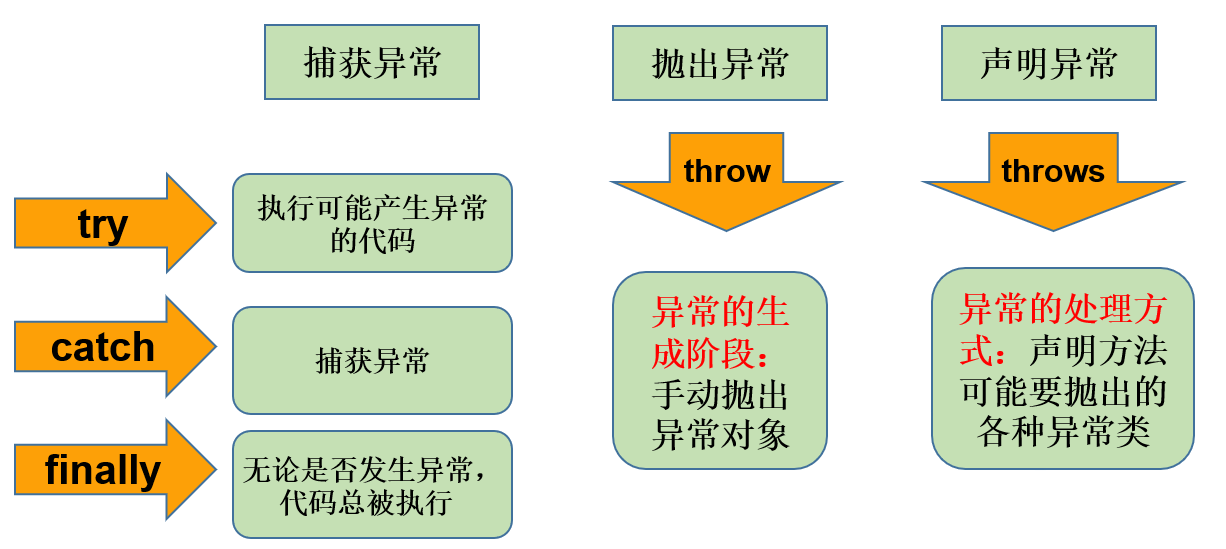 捕获异常
抛出异常
声明异常
try
执行可能产生异常
的代码
catch
捕获异常
finally
无论是否发生异常，
代码总被执行
throw
异常的生
成阶段：
手动抛出
异常对象
throws
异常的处理方
式：声明方法
可能要抛出的
各种异常类